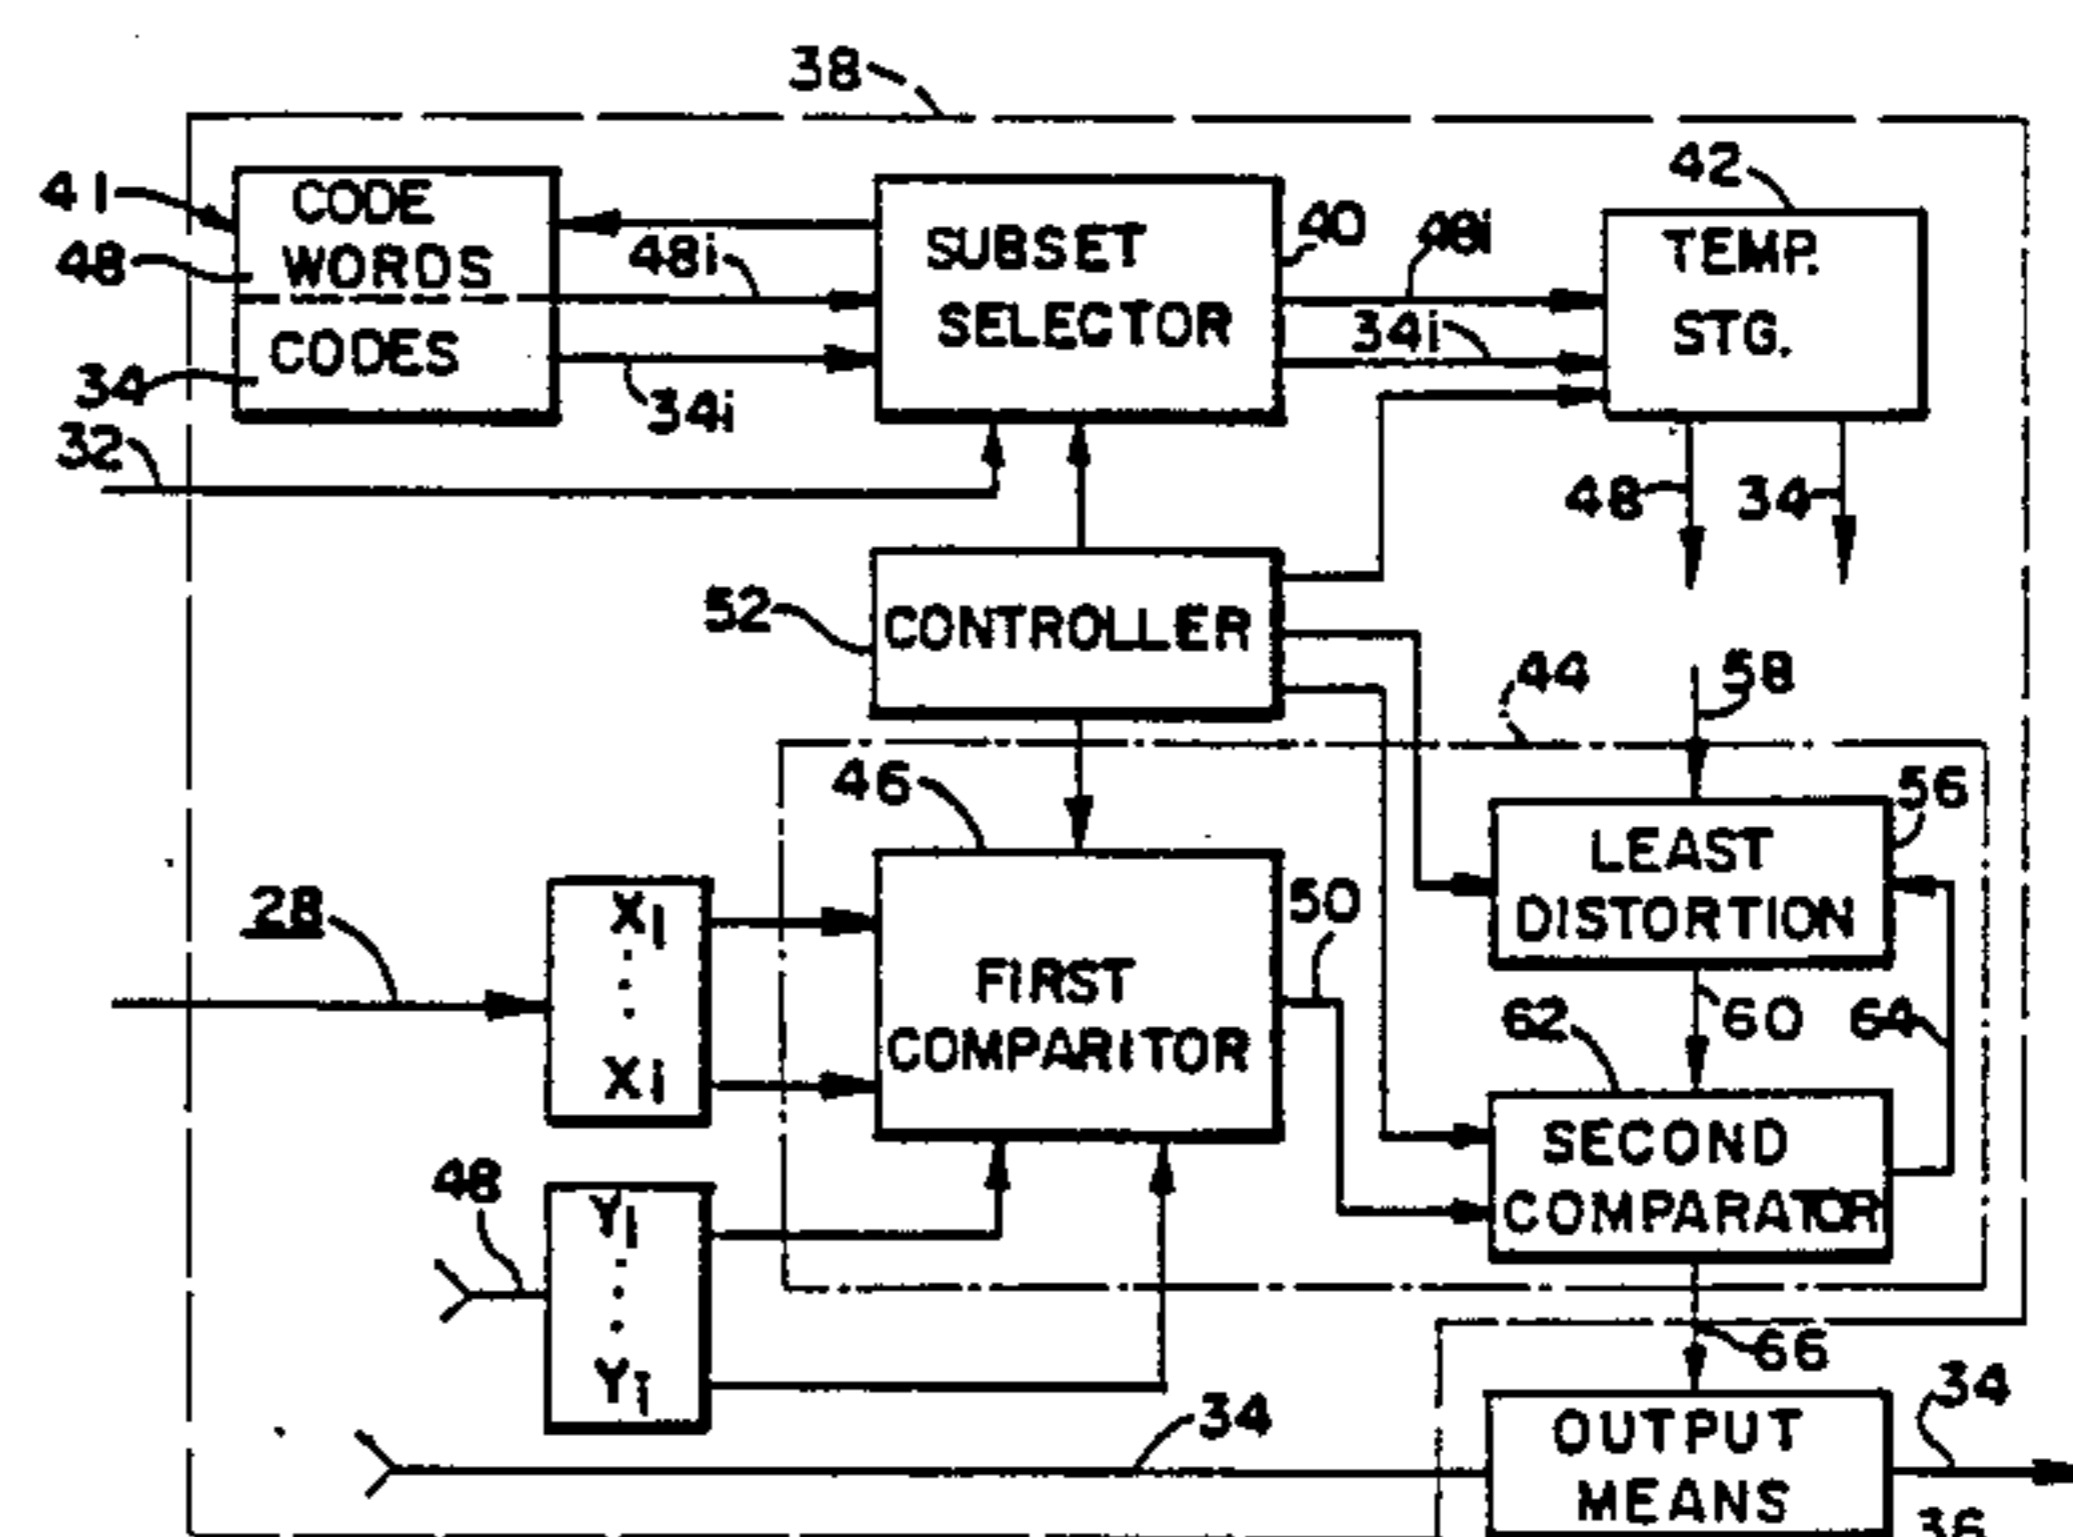 38
41
CODE
WORDS
48
CODES
34
32
48i
34i
SUBSET
SELECTOR
40
48i
34i
42
TEMP.
STG.
48
34
52
CONTROLLER
44
58
46
56
LEAST
DISTORTION
28
X1
Xi
FIRST
COMPARITOR
50
62
60
64
SECOND
COMPARATOR
48
Y1
Yi
66
34
OUTPUT
MEANS
34
36